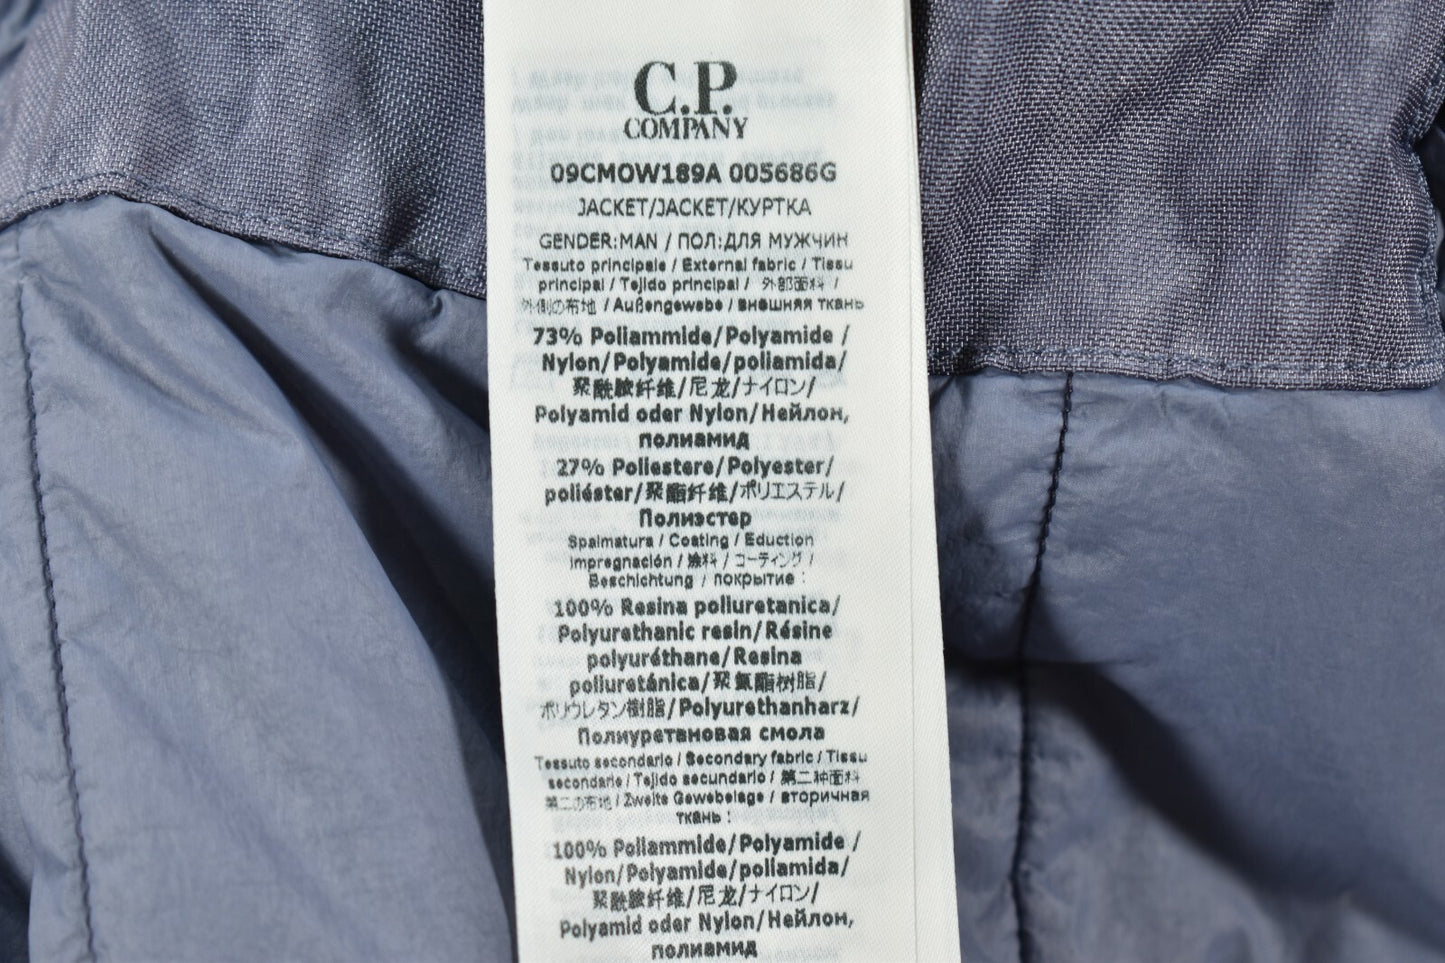 C.P.
COMPANY
09CMOW189A 005686G
JACKET/JACKET/КУРТКА
GENDER:MAN / ПОЛ:ДЛЯ МУЖЧИН
Tessuto principale / External fabric / Tissu
principal / Tejido principal / 外部面料 /
外側の布地 / Außengewebe / внешняя ткань
73% Poliammide/Polyamide /
Nylon/Polyamide/poliamida/
聚酰胺纤维/尼龙/ナイロン/
Polyamid oder Nylon/Нейлон,
полиамид
27% Poliestere/Polyester/
poliéster/聚酯纤维/ポリエステル/
Полиэстер
Spalmatura / Coating / Eduction
impregnación / 涂料 / コーティング /
Beschichtung / покрытие :
100% Resina poliuretanica/
Polyurethanic resin/Résine
polyuréthane/Resina
poliuretánica/聚氨酯树脂/
ポリウレタン樹脂/Polyurethanharz/
Полиуретановая смола
Tessuto secondario / Secondary fabric / Tissu
secondarie / Tejido secundario / 第二种面料
第二の布地 / Zweite Gewebelage / вторичная
ткань :
100% Poliammide/Polyamide /
Nylon/Polyamide/poliamida/
聚酰胺纤维/尼龙/ナイロン/
Polyamid oder Nylon/Нейлон,
полиамид